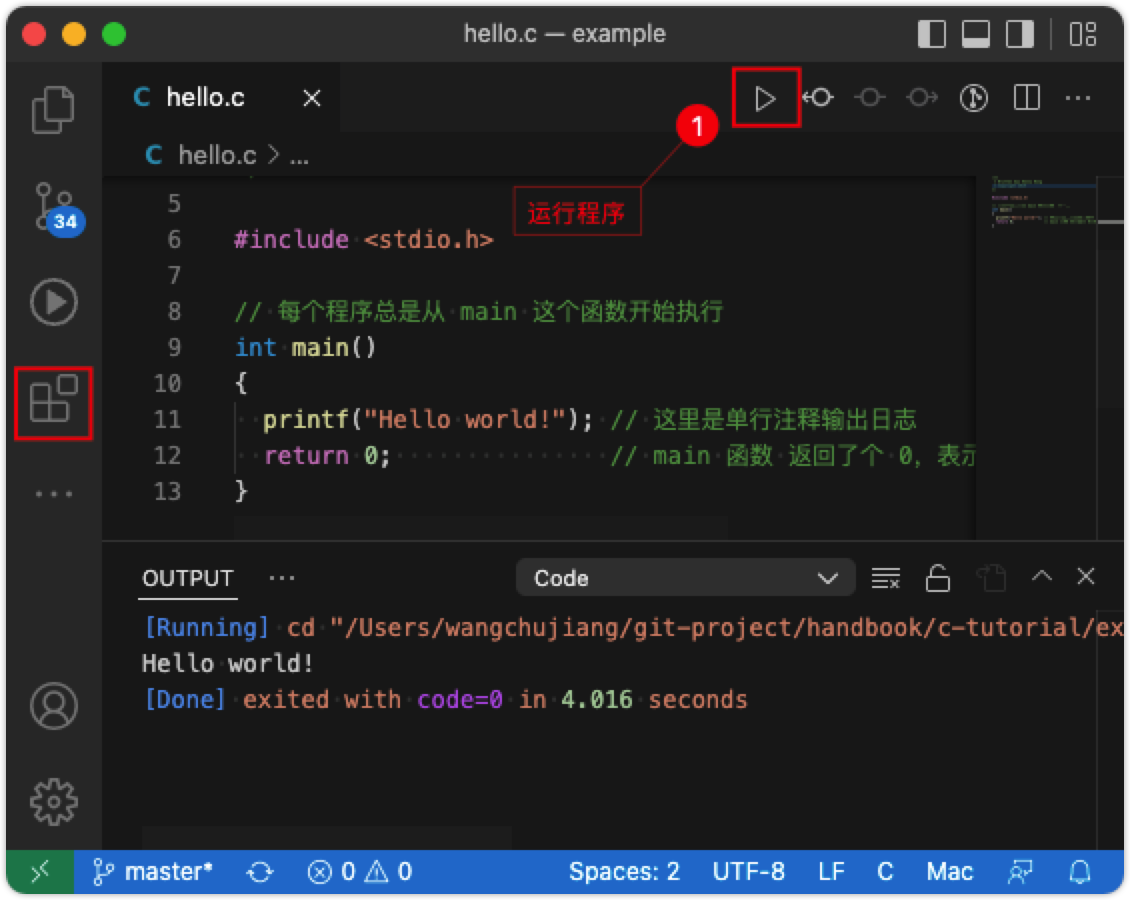 hello.c — example
C hello.c
C hello.c > ...
1
运行程序
34
5
6 #include <stdio.h>
7
8 // 每个程序总是从 main 这个函数开始执行
9 int main()
10 {
11 printf("Hello world!"); // 这里是单行注释输出日志
12 return 0; // main 函数 返回了个 0，表示
13 }
OUTPUT ...
Code
[Running] cd "/Users/wangchujiang/git-project/handbook/c-tutorial/ex
Hello world!
[Done] exited with code=0 in 4.016 seconds
master* 0 0 Spaces: 2 UTF-8 LF C Mac